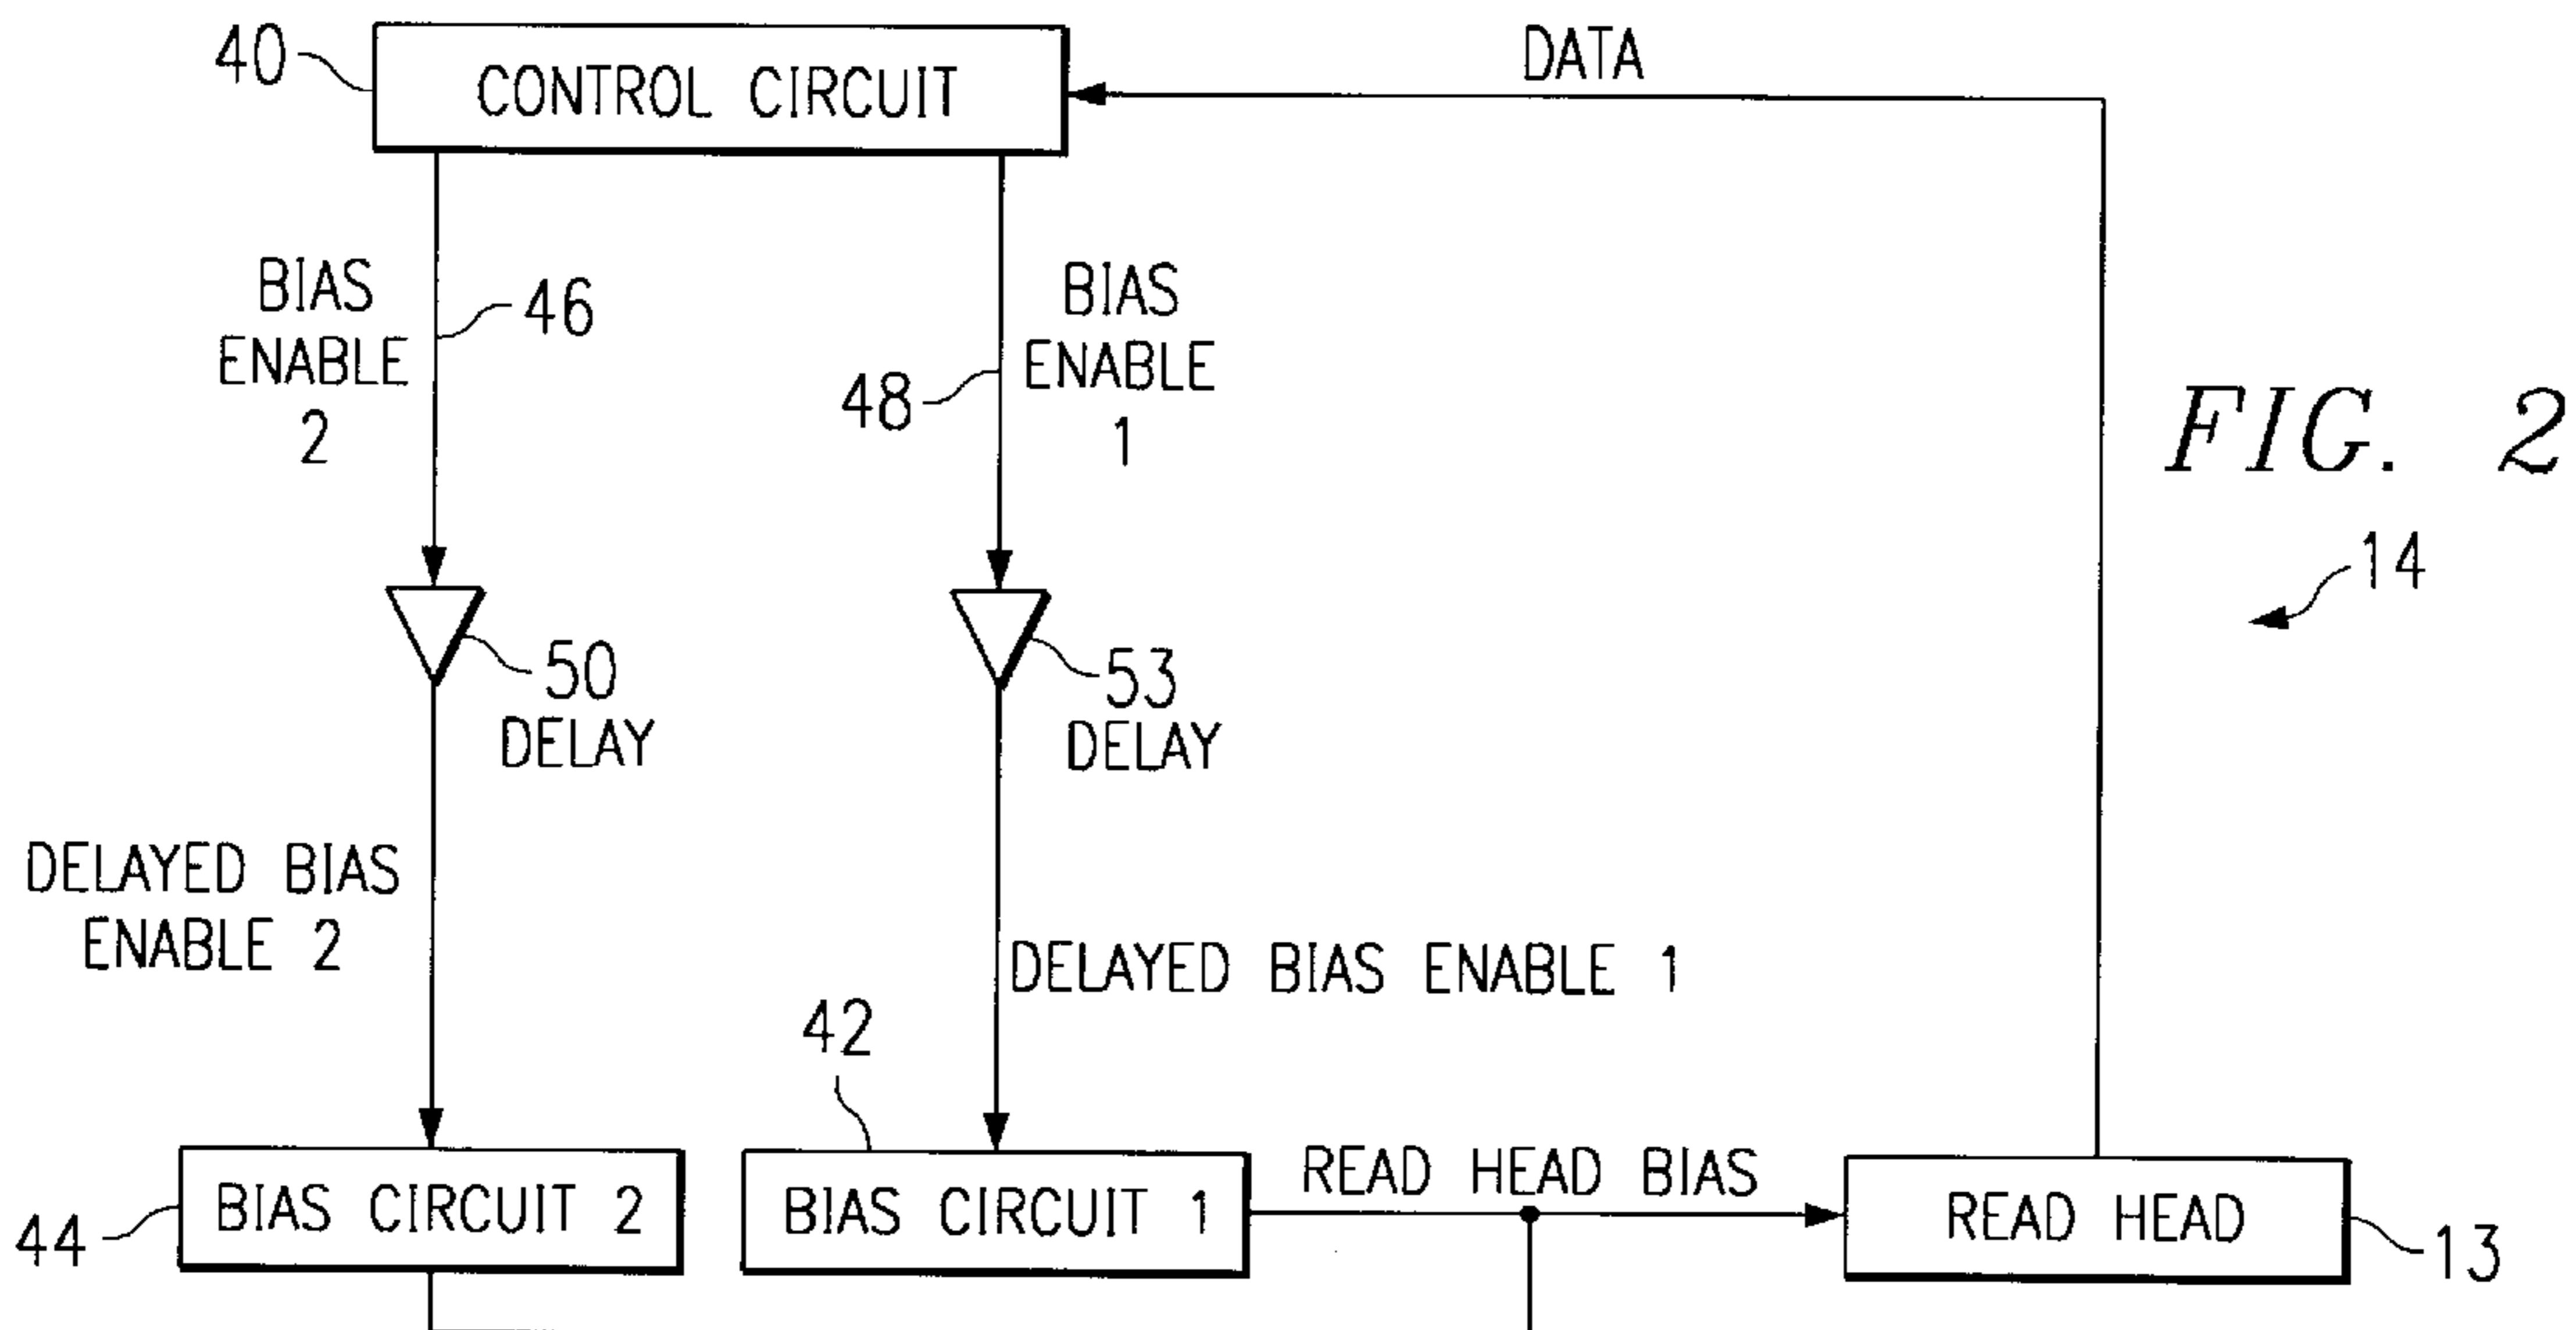 40
CONTROL CIRCUIT
DATA
BIAS
ENABLE
2
46
48
BIAS
ENABLE
1
FIG. 2
14
50
DELAY
53
DELAY
DELAYED BIAS
ENABLE 2
DELAYED BIAS ENABLE 1
42
44
BIAS CIRCUIT 2
BIAS CIRCUIT 1
READ HEAD BIAS
READ HEAD
13